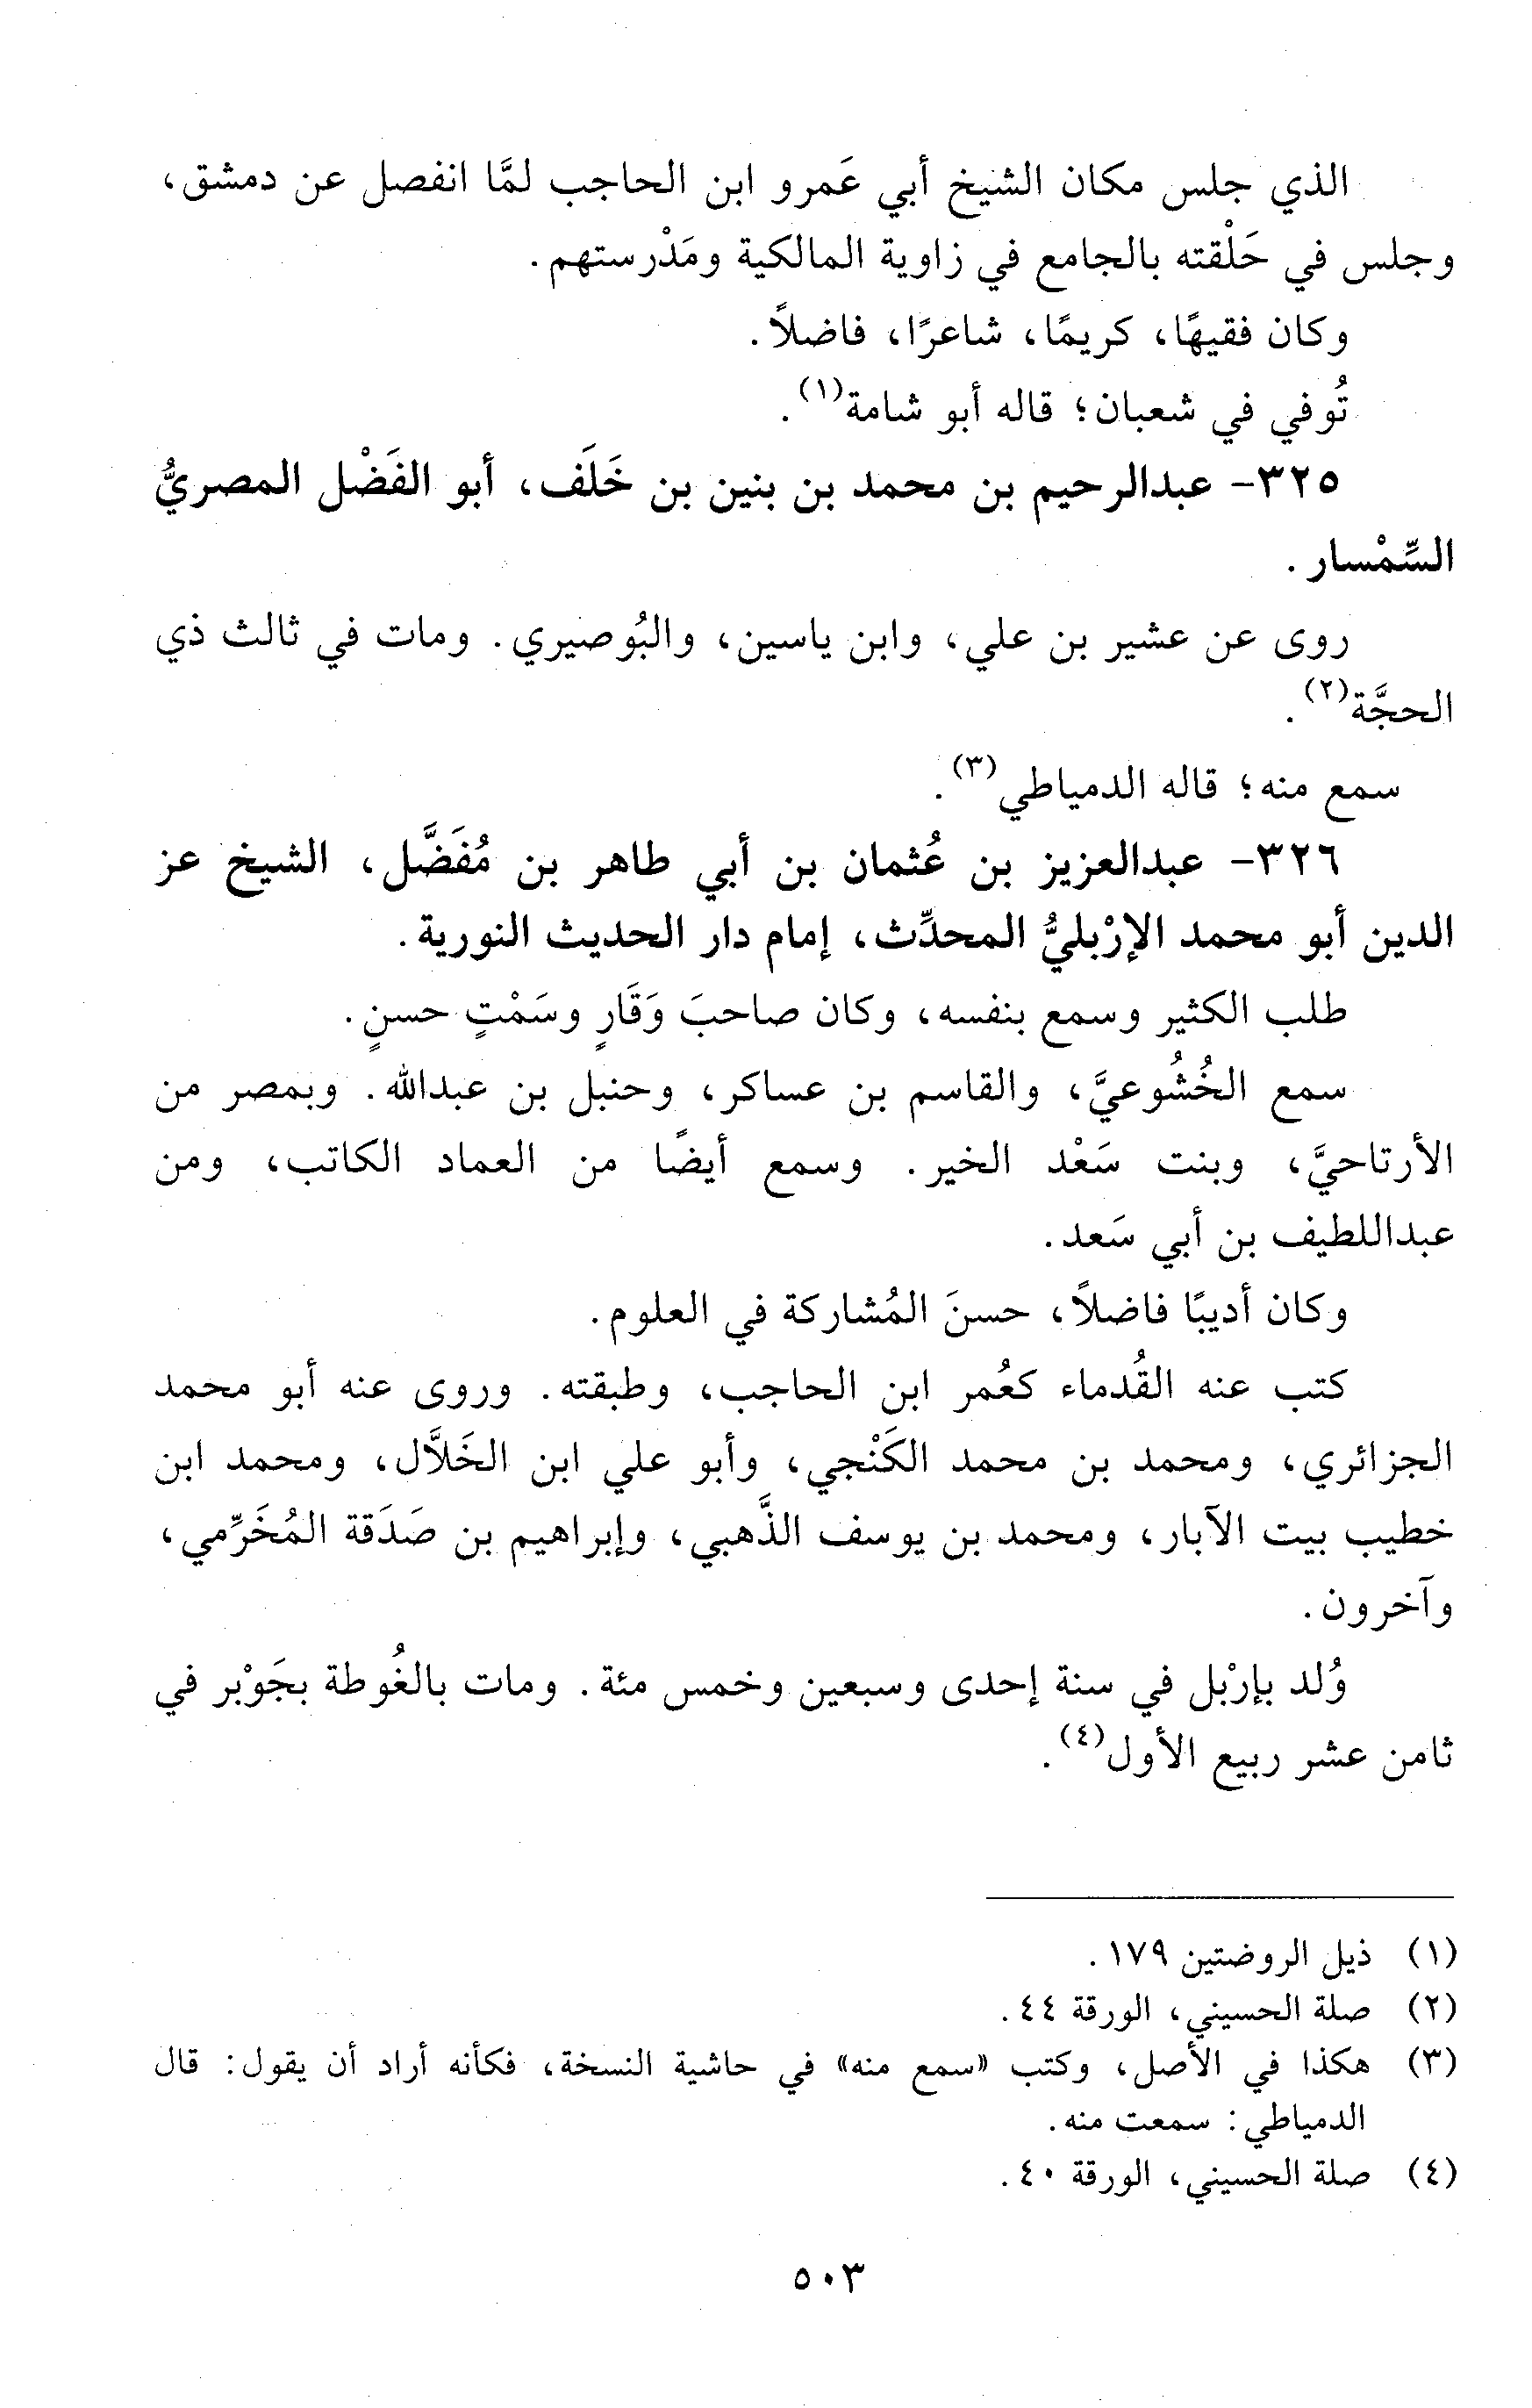 الذي جلس مكان الشيخ أبي عَمرو ابن الحاجب لمَّا انفصل عن دمشق،
وجلس في حَلْقته بالجامع في زاوية المالكية ومَدْرستهم.
وكان فقيهًا، كريمًا، شاعرًا، فاضلاً.
تُوفي في شعبان؛ قاله أبو شامة(١).
٣٢٥- عبدالرحيم بن محمد بن بنين بن خَلَف، أبو الفَضْل المصريُّ
السِّمْسار.
روى عن عشير بن علي، وابن ياسين، والبُوصيري. ومات في ثالث ذي
الحجَّة(٢).
سمع منه؛ قاله الدمياطي(٣).
٣٢٦- عبدالعزيز بن عُثمان بن أبي طاهر بن مُفَضَّل، الشيخ عز
الدين أبو محمد الإرْبليُّ المحدِّث، إمام دار الحديث النورية.
طلب الكثير وسمع بنفسه، وكان صاحبَ وَقَارٍ وسَمْتٍ حسنٍ.
سمع الخُشُوعيَّ، والقاسم بن عساكر، وحنبل بن عبدالله. وبمصر من
الأرتاحيَّ، وبنت سَعْد الخير. وسمع أيضًا من العماد الكاتب، ومن
عبداللطيف بن أبي سَعد.
وكان أديبًا فاضلاً، حسنَ المُشاركة في العلوم.
كتب عنه القُدماء كعُمر ابن الحاجب، وطبقته. وروى عنه أبو محمد
الجزائري، ومحمد بن محمد الكَنْجي، وأبو علي ابن الخَلاَّل، ومحمد ابن
خطيب بيت الآبار، ومحمد بن يوسف الذَّهبي، وإبراهيم بن صَدَقة المُخَرِّمي،
وآخرون.
وُلد بإرْبل في سنة إحدى وسبعين وخمس مئة. ومات بالغُوطة بجَوْبر في
ثامن عشر ربيع الأول(٤).
(١) ذيل الروضتين ١٧٩.
(٢) صلة الحسيني، الورقة ٤٤.
(٣) هكذا في الأصل، وكتب «سمع منه» في حاشية النسخة، فكأنه أراد أن يقول: قال
الدمياطي: سمعت منه.
(٤) صلة الحسيني، الورقة ٤٠.
٥٠٣